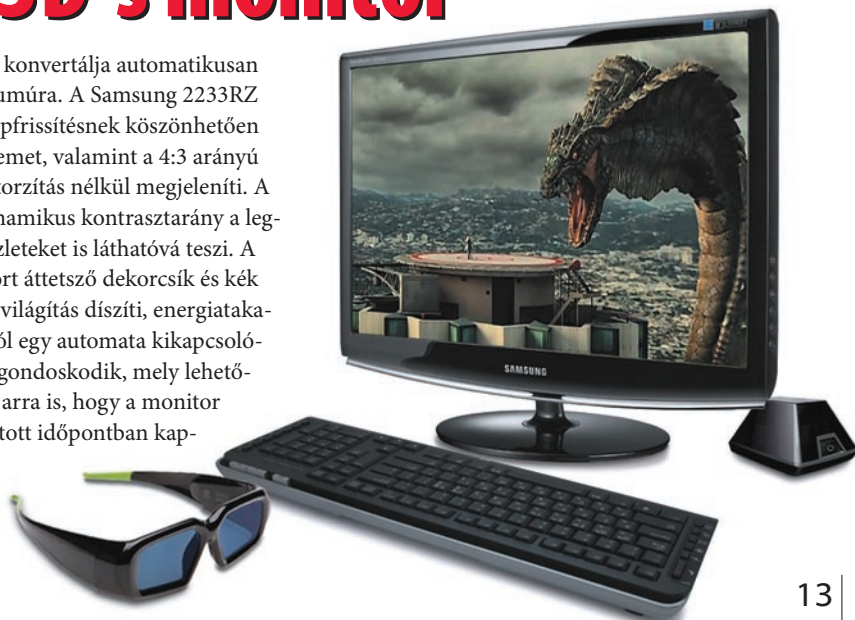 3D-s monitor
konvertálja automatikusan
umúra. A Samsung 2233RZ
pfrissítésnek köszönhetően
emet, valamint a 4:3 arányú
torzítás nélkül megjeleníti. A
namikus kontrasztarány a leg-
zleteket is láthatóvá teszi. A
ort áttetsző dekorcsík és kék
világítás díszíti, energiataka-
ól egy automata kikapcsoló-
gondoskodik, mely lehető-
arra is, hogy a monitor
tott időpontban kap-
SAMSUNG
13